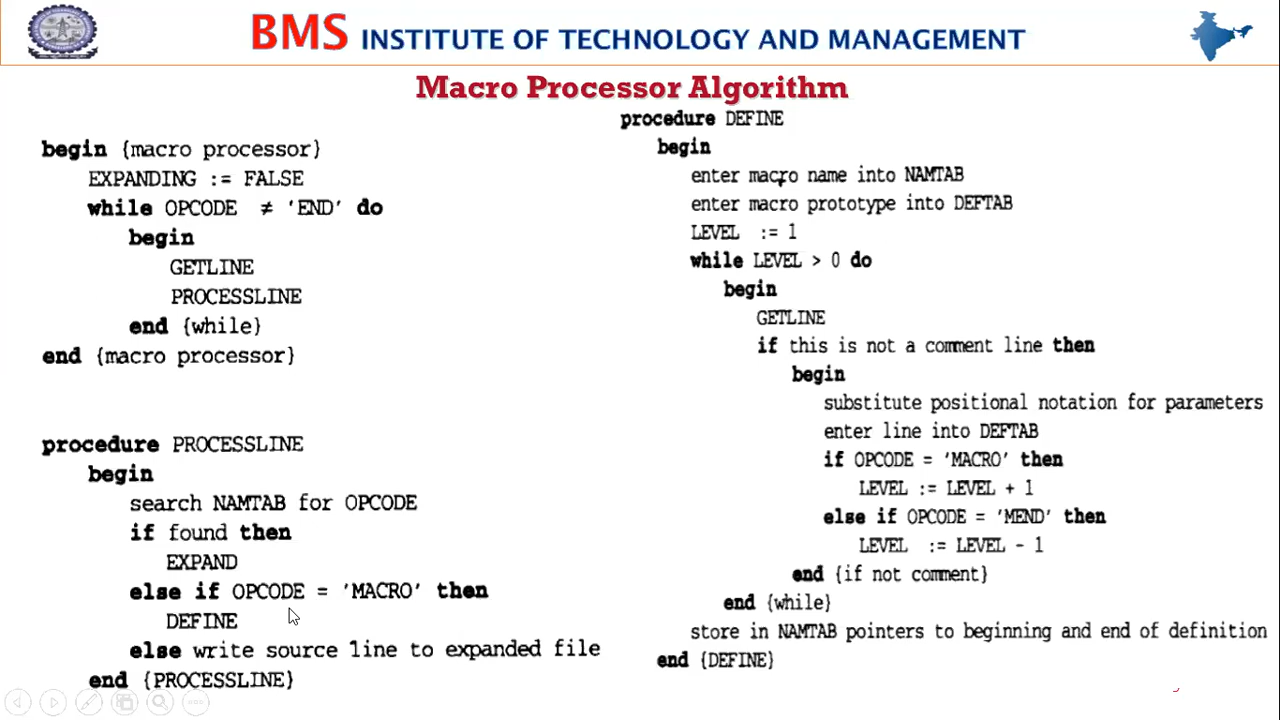 BMS INSTITUTE OF TECHNOLOGY AND MANAGEMENT
Macro Processor Algorithm
begin {macro processor}
EXPANDING := FALSE
while OPCODE ≠ 'END' do
begin
GETLINE
PROCESSLINE
end {while}
end {macro processor}
procedure PROCESSLINE
begin
search NAMTAB for OPCODE
if found then
EXPAND
else if OPCODE = 'MACRO' then
DEFINE
else write source line to expanded file
end {PROCESSLINE}
procedure DEFINE
begin
enter macro name into NAMTAB
enter macro prototype into DEFTAB
LEVEL := 1
while LEVEL > 0 do
begin
GETLINE
if this is not a comment line then
begin
substitute positional notation for parameters
enter line into DEFTAB
if OPCODE = 'MACRO' then
LEVEL := LEVEL + 1
else if OPCODE = 'MEND' then
LEVEL := LEVEL - 1
end {if not comment}
end {while}
store in NAMTAB pointers to beginning and end of definition
end {DEFINE}